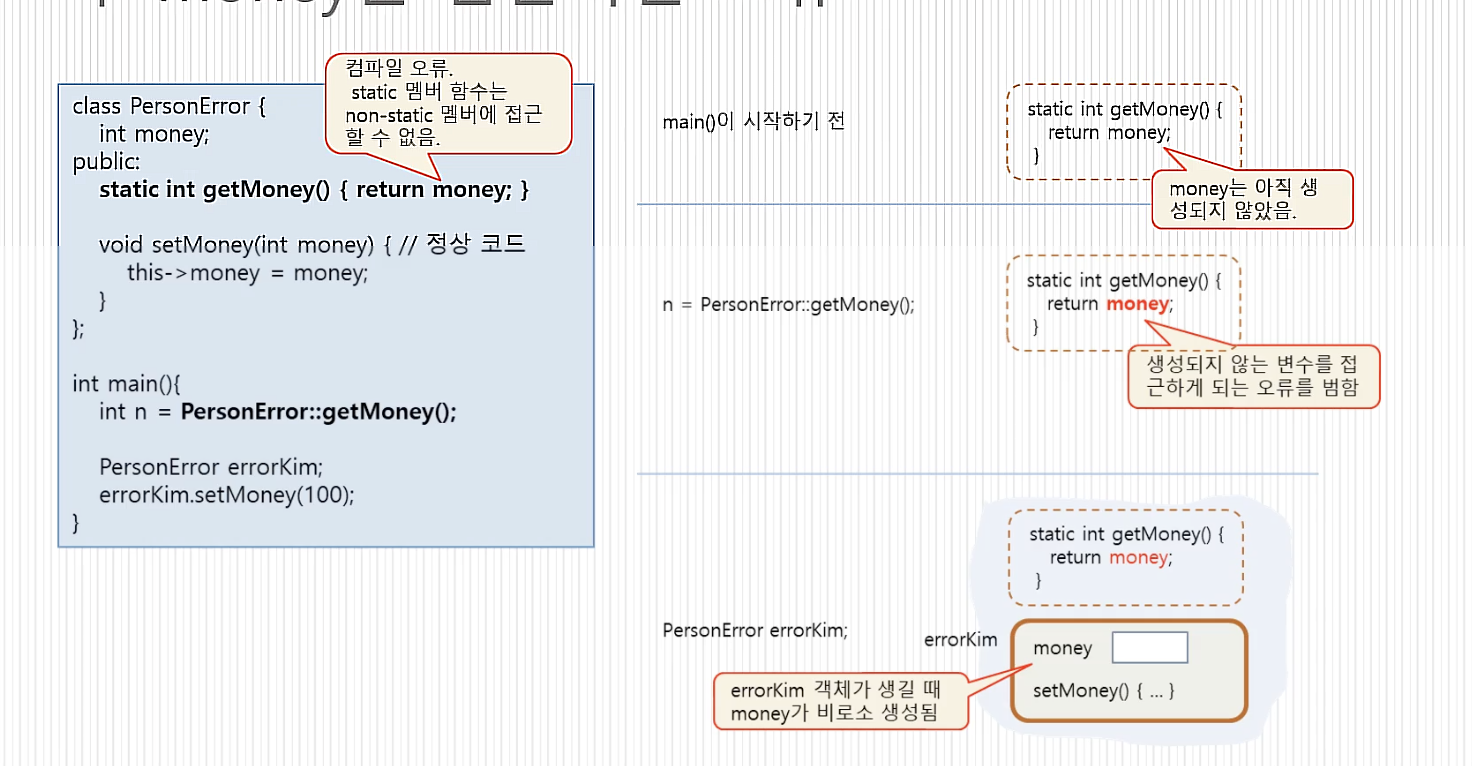 class PersonError {
int money;
public:
static int getMoney() { return money; }
void setMoney(int money) { // 정상 코드
this->money = money;
}
};
int main(){
int n = PersonError::getMoney();
PersonError errorKim;
errorKim.setMoney(100);
}
컴파일 오류.
static 멤버 함수는
non-static 멤버에 접근
할 수 없음.
main()이 시작하기 전
static int getMoney() {
return money;
}
money는 아직 생
성되지 않았음.
n = PersonError::getMoney();
static int getMoney() {
return money;
}
생성되지 않는 변수를 접
근하게 되는 오류를 범함
static int getMoney() {
return money;
}
PersonError errorKim;
errorKim
money
setMoney() { ... }
errorKim 객체가 생길 때
money가 비로소 생성됨